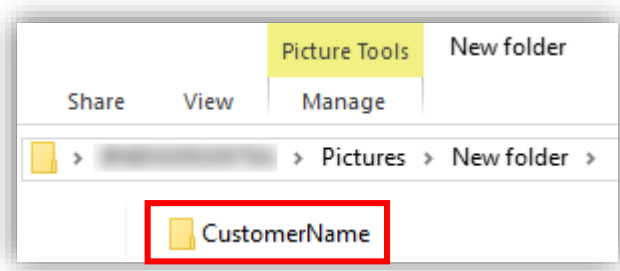 Picture Tools New folder
Share View Manage
> > Pictures > New folder >
CustomerName